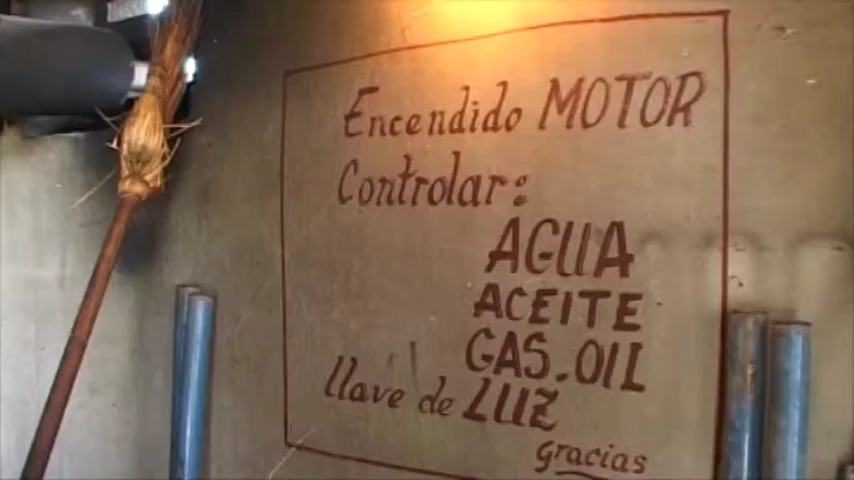 Encendido MOTOR
Controlar:
AGUA
ACEITE
GAS.OIL
llave de LUZ
gracias